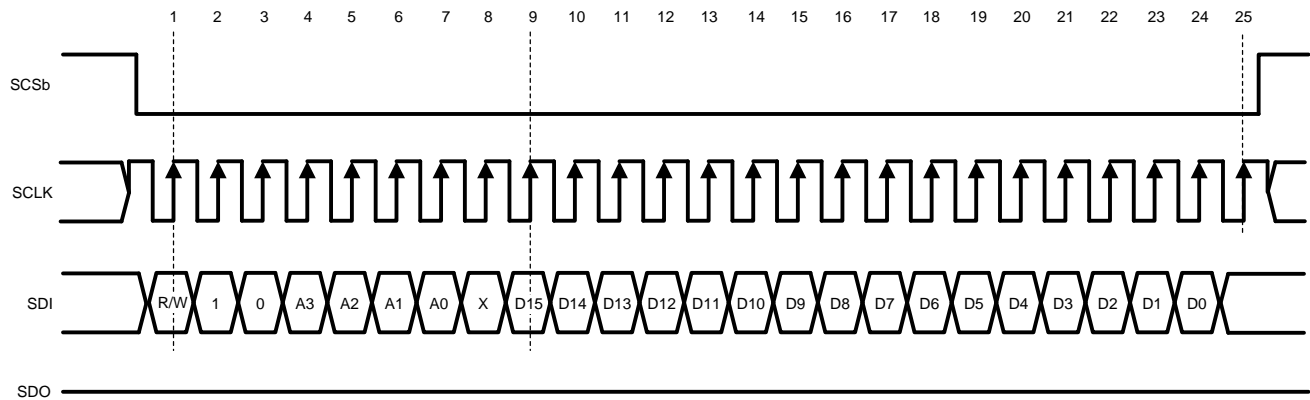 1 2 3 4 5 6 7 8 9 10 11 12 13 14 15 16 17 18 19 20 21 22 23 24 25
SCSb
SCLK
SDI R/W 1 0 A3 A2 A1 A0 X D15 D14 D13 D12 D11 D10 D9 D8 D7 D6 D5 D4 D3 D2 D1 D0
SDO